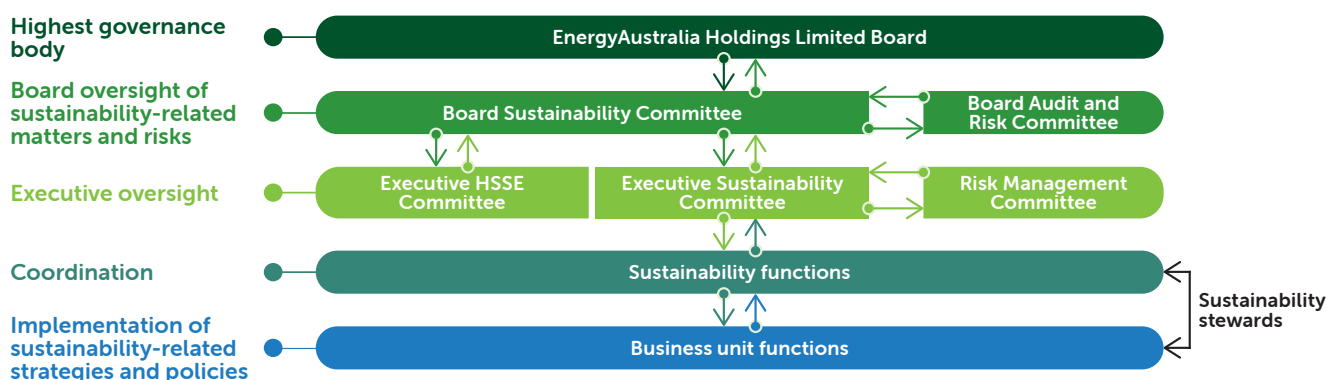 Highest governance
body
EnergyAustralia Holdings Limited Board
Board oversight of
sustainability-related
matters and risks
Board Sustainability Committee
Board Audit and
Risk Committee
Executive oversight
Executive HSSE
Committee
Executive Sustainability
Committee
Risk Management
Committee
Coordination
Sustainability functions
Sustainability
stewards
Implementation of
sustainability-related
strategies and policies
Business unit functions